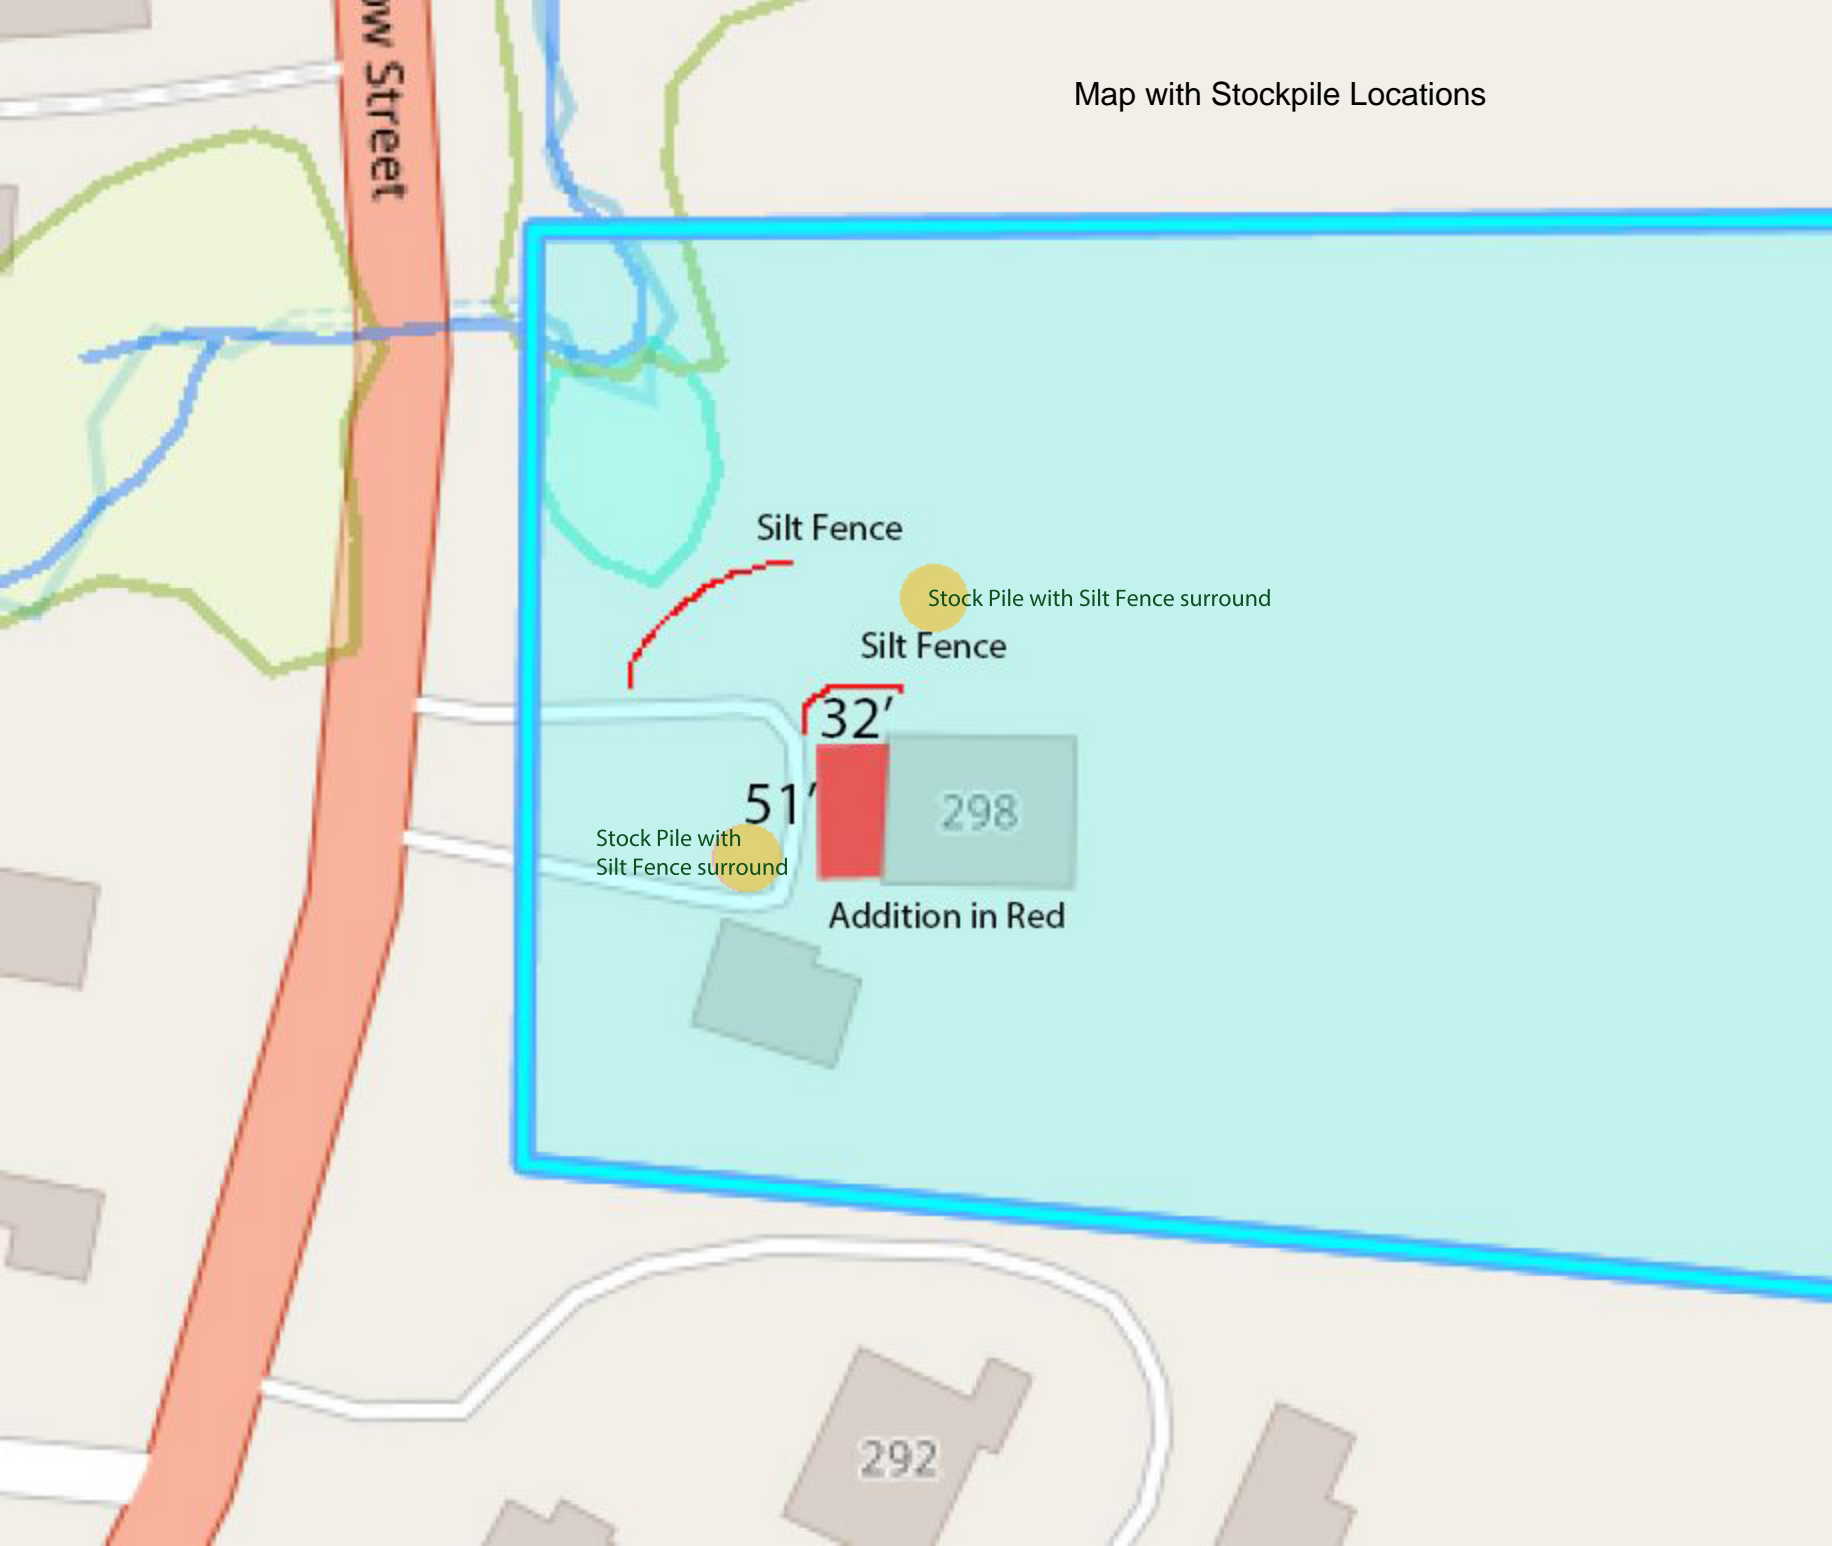 ow Street
Map with Stockpile Locations
Silt Fence
Stock Pile with Silt Fence surround
Silt Fence
32’
51’
298
Stock Pile with
Silt Fence surround
Addition in Red
292